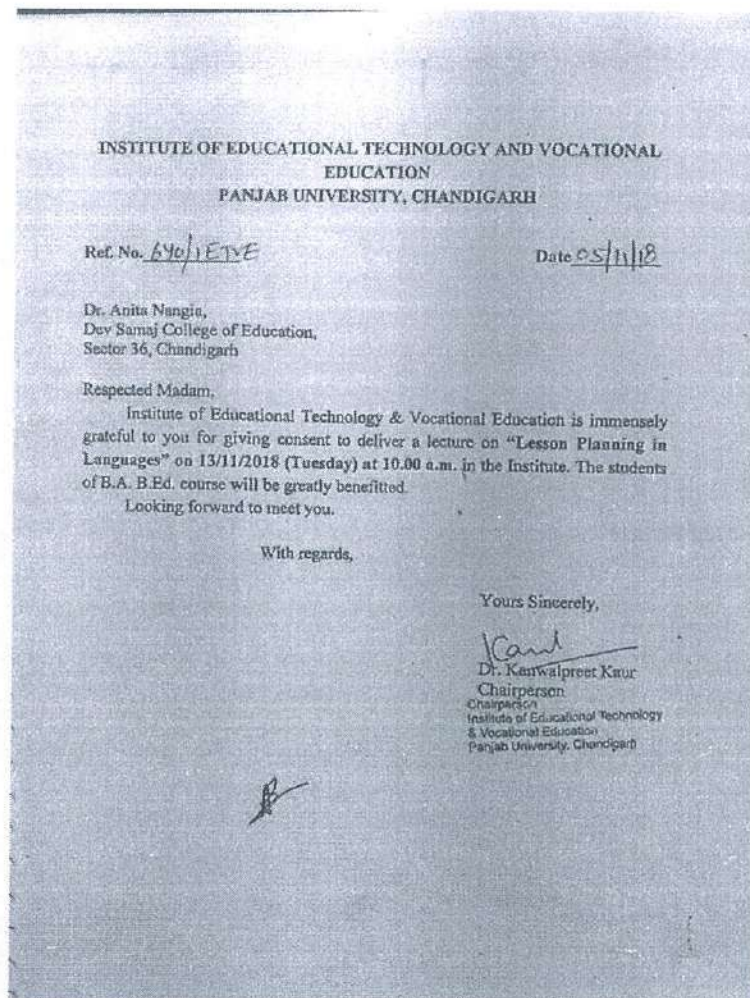 INSTITUTE OF EDUCATIONAL TECHNOLOGY AND VOCATIONAL
EDUCATION
PANJAB UNIVERSITY, CHANDIGARH
Ref. No. 640/IETVE
Date 05/11/18
Dr. Anita Nangia,
Dev Samaj College of Education,
Sector 36, Chandigarh
Respected Madam,
Institute of Educational Technology & Vocational Education is immensely
grateful to you for giving consent to deliver a lecture on “Lesson Planning in
Languages” on 13/11/2018 (Tuesday) at 10.00 a.m. in the Institute. The students
of B.A. B.Ed. course will be greatly benefitted.
Looking forward to meet you.
With regards,
Yours Sincerely,
Dr. Kanwalpreet Kaur
Chairperson
Chairperson
Institute of Educational Technology
& Vocational Education
Panjab University, Chandigarh